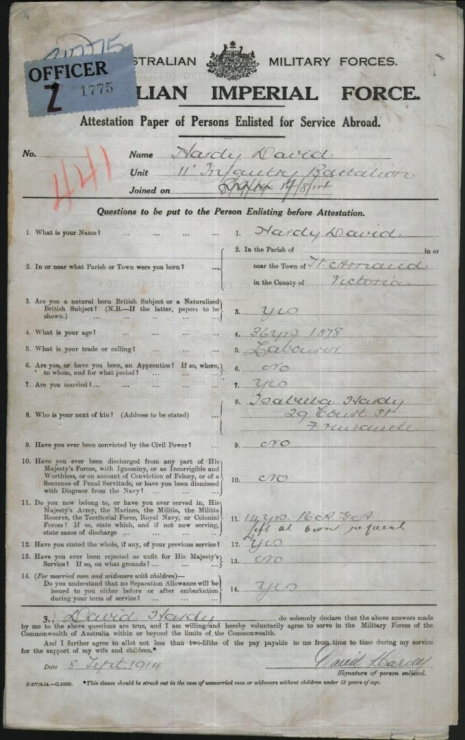 OFFICER
Z 1775
AUSTRALIAN MILITARY FORCES.
AUSTRALIAN IMPERIAL FORCE.
Attestation Paper of Persons Enlisted for Service Abroad.
No. 441
Name Hardy David
Unit 11th Infantry Battalion
Joined on 17/8/14
Questions to be put to the Person Enlisting before Attestation.
1. What is your Name? ... ... ... ... 1. Hardy David
2. In or near what Parish or Town were you born? ... 2. In the Parish of in or
near the Town of St Arnaud
in the County of Victoria
3. Are you a natural born British Subject or a Naturalized
British Subject? (N.B.—If the latter, papers to be
shown.) ... ... ... ... 3. yes
4. What is your age? ... ... ... ... 4. 36 yrs. 1878
5. What is your trade or calling? ... ... ... 5. Labourer
6. Are you, or have you been, an Apprentice? If so, where,
to whom, and for what period? ... ... ... 6. No
7. Are you married? ... ... ... ... 7. yes
8. Who is your next of kin? (Address to be stated) ... 8. Isabella Hardy
29 Court St
Fremantle
9. Have you ever been convicted by the Civil Power? ... 9. No
10. Have you ever been discharged from any part of His
Majesty's Forces, with Ignominy, or as Incorrigible and
Worthless, or on account of Conviction of Felony, or of a
Sentence of Penal Servitude, or have you been dismissed
with Disgrace from the Navy? ... ... 10. No
11. Do you now belong to, or have you ever served in, His
Majesty's Army, the Marines, the Militia, the Militia
Reserve, the Territorial Force, Royal Navy, or Colonial
Forces? If so, state which, and if not now serving,
state cause of discharge ... ... ... 11. 14 yrs.
left at own request
12. Have you stated the whole, if any, of your previous service? 12. Yes
13. Have you ever been rejected as unfit for His Majesty's
Service? If so, on what grounds? ... ... 13. No
14. (For married men and widowers with children)—
Do you understand that no Separation Allowance will be
issued to you either before or after embarkation
during your term of service? ... ... 14. Yes
I, David Hardy do solemnly declare that the above answers made
by me to the above questions are true, and I am willing and hereby voluntarily agree to serve in the Military Forces of the
Commonwealth of Australia within or beyond the limits of the Commonwealth.
And I further agree to allot not less than two-fifths of the pay payable to me from time to time during my service
for the support of my wife and children.*
Date 8 Sept 1914 David Hardy
Signature of person enlisted.
*This clause should be struck out in the case of unmarried men or widowers without children under 18 years of age.